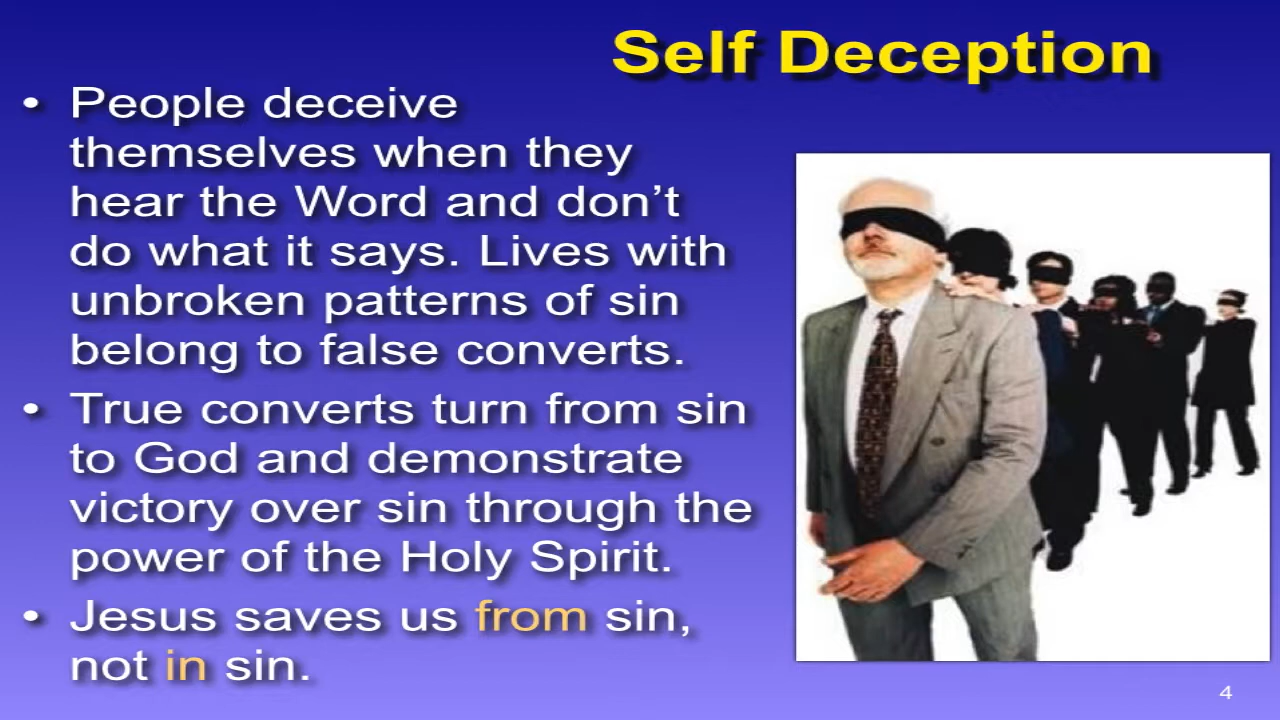 Self Deception
• People deceive
themselves when they
hear the Word and don’t
do what it says. Lives with
unbroken patterns of sin
belong to false converts.
• True converts turn from sin
to God and demonstrate
victory over sin through the
power of the Holy Spirit.
• Jesus saves us from sin,
not in sin.
4